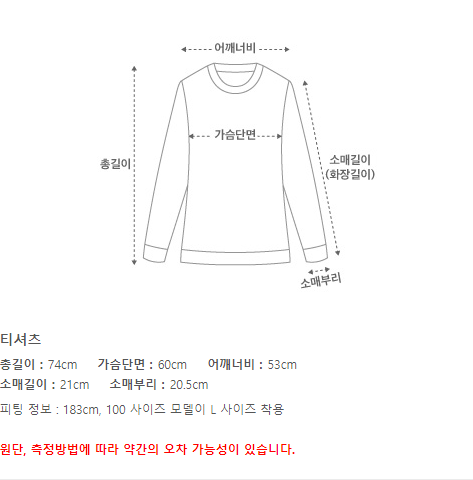 어깨너비
가슴단면
총길이
소매길이
(화장길이)
소매부리
티셔츠
총길이 : 74cm 가슴단면 : 60cm 어깨너비 : 53cm
소매길이 : 21cm 소매부리 : 20.5cm
피팅 정보 : 183cm, 100 사이즈 모델이 L 사이즈 착용
원단, 측정방법에 따라 약간의 오차 가능성이 있습니다.